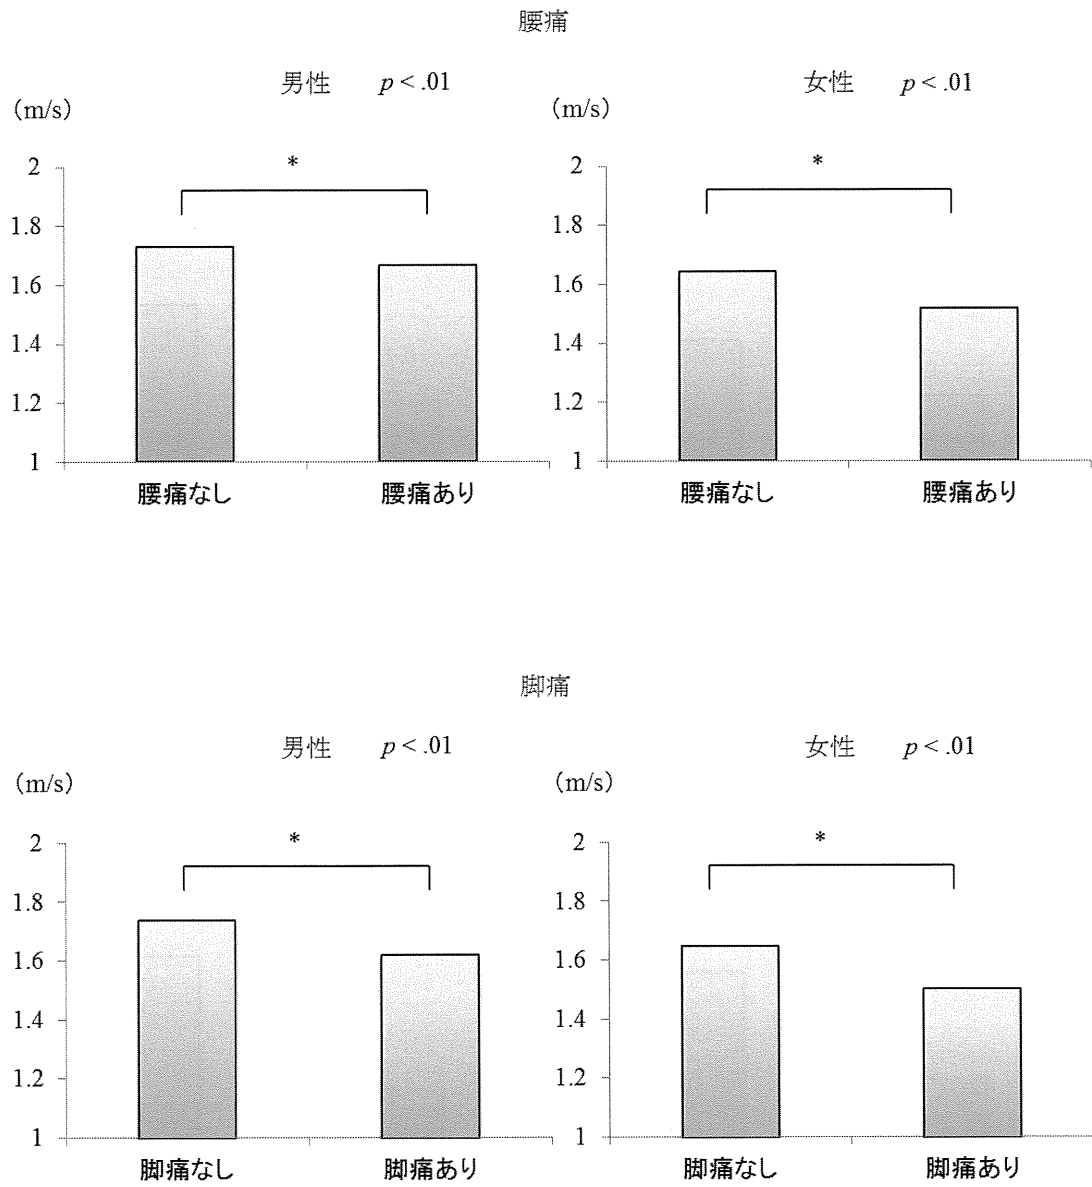 腰痛
男性 p < .01
(m/s)
*
2
1.8
1.6
1.4
1.2
1
腰痛なし 腰痛あり
女性 p < .01
(m/s)
*
2
1.8
1.6
1.4
1.2
1
腰痛なし 腰痛あり
脚痛
男性 p < .01
(m/s)
*
2
1.8
1.6
1.4
1.2
1
脚痛なし 脚痛あり
女性 p < .01
(m/s)
*
2
1.8
1.6
1.4
1.2
1
脚痛なし 脚痛あり